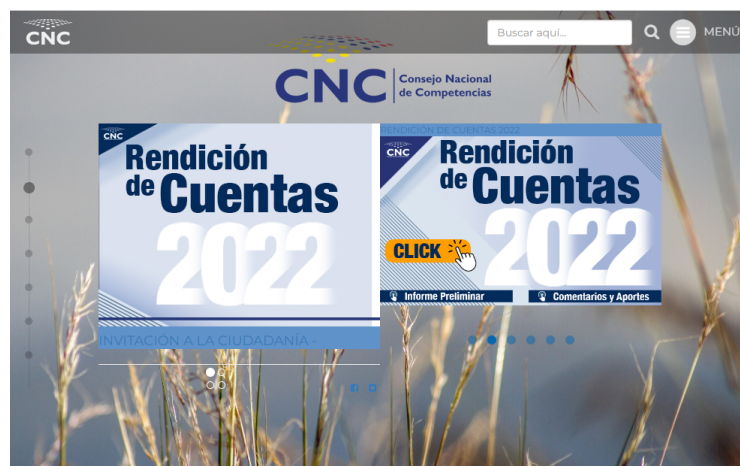 CNC
Buscar aquí...
MENÚ
CNC
Consejo Nacional
de Competencias
CNC
Rendición
de Cuentas
2022
INVITACIÓN A LA CIUDADANÍA -
RENDICIÓN DE CUENTAS 2022
CNC
Rendición
de Cuentas
2022
CLICK
Informe Preliminar
Comentarios y Aportes